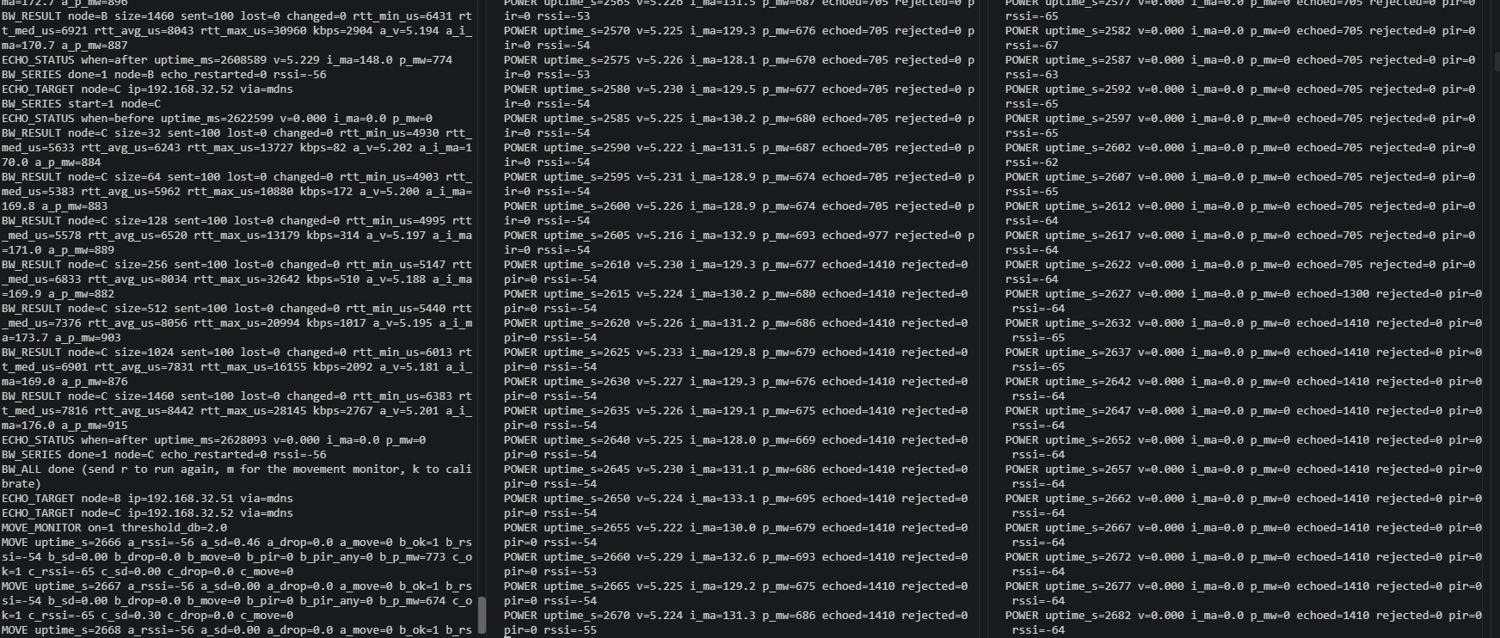 ma=172.7 a_p_mw=896
BW_RESULT node=B size=1460 sent=100 lost=0 changed=0 rtt_min_us=6431 rt
t_med_us=6921 rtt_avg_us=8043 rtt_max_us=30960 kbps=2904 a_v=5.194 a_i_
ma=170.7 a_p_mw=887
ECHO_STATUS when=after uptime_ms=2608589 v=5.229 i_ma=148.0 p_mw=774
BW_SERIES done=1 node=B echo_restarted=0 rssi=-56
ECHO_TARGET node=C ip=192.168.32.52 via=mdns
BW_SERIES start=1 node=C
ECHO_STATUS when=before uptime_ms=2622599 v=0.000 i_ma=0.0 p_mw=0
BW_RESULT node=C size=32 sent=100 lost=0 changed=0 rtt_min_us=4930 rtt_
med_us=5633 rtt_avg_us=6243 rtt_max_us=13727 kbps=82 a_v=5.202 a_i_ma=1
70.0 a_p_mw=884
BW_RESULT node=C size=64 sent=100 lost=0 changed=0 rtt_min_us=4903 rtt_
med_us=5383 rtt_avg_us=5962 rtt_max_us=10880 kbps=172 a_v=5.200 a_i_ma=
169.8 a_p_mw=883
BW_RESULT node=C size=128 sent=100 lost=0 changed=0 rtt_min_us=4995 rtt
_med_us=5578 rtt_avg_us=6520 rtt_max_us=13179 kbps=314 a_v=5.197 a_i_ma
=171.0 a_p_mw=889
BW_RESULT node=C size=256 sent=100 lost=0 changed=0 rtt_min_us=5147 rtt
_med_us=6833 rtt_avg_us=8034 rtt_max_us=32642 kbps=510 a_v=5.188 a_i_ma
=169.9 a_p_mw=882
BW_RESULT node=C size=512 sent=100 lost=0 changed=0 rtt_min_us=5440 rtt
_med_us=7376 rtt_avg_us=8056 rtt_max_us=20994 kbps=1017 a_v=5.195 a_i_m
a=173.7 a_p_mw=903
BW_RESULT node=C size=1024 sent=100 lost=0 changed=0 rtt_min_us=6013 rt
t_med_us=6901 rtt_avg_us=7831 rtt_max_us=16155 kbps=2092 a_v=5.181 a_i_
ma=169.0 a_p_mw=876
BW_RESULT node=C size=1460 sent=100 lost=0 changed=0 rtt_min_us=6383 rt
t_med_us=7816 rtt_avg_us=8442 rtt_max_us=28145 kbps=2767 a_v=5.201 a_i_
ma=176.0 a_p_mw=915
ECHO_STATUS when=after uptime_ms=2628093 v=0.000 i_ma=0.0 p_mw=0
BW_SERIES done=1 node=C echo_restarted=0 rssi=-56
BW_ALL done (send r to run again, m for the movement monitor, k to cali
brate)
ECHO_TARGET node=B ip=192.168.32.51 via=mdns
ECHO_TARGET node=C ip=192.168.32.52 via=mdns
MOVE_MONITOR on=1 threshold_db=2.0
MOVE uptime_s=2666 a_rssi=-56 a_sd=0.46 a_drop=0.0 a_move=0 b_ok=1 b_rs
si=-54 b_sd=0.00 b_drop=0.0 b_move=0 b_pir=0 b_pir_any=0 b_p_mw=773 c_o
k=1 c_rssi=-65 c_sd=0.00 c_drop=0.0 c_move=0
MOVE uptime_s=2667 a_rssi=-56 a_sd=0.00 a_drop=0.0 a_move=0 b_ok=1 b_rs
si=-54 b_sd=0.00 b_drop=0.0 b_move=0 b_pir=0 b_pir_any=0 b_p_mw=674 c_o
k=1 c_rssi=-65 c_sd=0.30 c_drop=0.0 c_move=0
MOVE uptime_s=2668 a_rssi=-56 a_sd=0.00 a_drop=0.0 a_move=0 b_ok=1 b_rs
POWER uptime_s=2565 v=5.226 i_ma=131.5 p_mw=687 echoed=705 rejected=0 p
ir=0 rssi=-53
POWER uptime_s=2570 v=5.225 i_ma=129.3 p_mw=676 echoed=705 rejected=0 p
ir=0 rssi=-54
POWER uptime_s=2575 v=5.226 i_ma=128.1 p_mw=670 echoed=705 rejected=0 p
ir=0 rssi=-53
POWER uptime_s=2580 v=5.230 i_ma=129.5 p_mw=676 echoed=705 rejected=0 p
ir=0 rssi=-54
POWER uptime_s=2585 v=5.225 i_ma=130.2 p_mw=680 echoed=705 rejected=0 p
ir=0 rssi=-54
POWER uptime_s=2590 v=5.222 i_ma=131.5 p_mw=687 echoed=705 rejected=0 p
ir=0 rssi=-54
POWER uptime_s=2595 v=5.231 i_ma=128.9 p_mw=674 echoed=705 rejected=0 p
ir=0 rssi=-54
POWER uptime_s=2600 v=5.226 i_ma=128.9 p_mw=674 echoed=705 rejected=0 p
ir=0 rssi=-54
POWER uptime_s=2605 v=5.216 i_ma=132.9 p_mw=693 echoed=977 rejected=0 p
ir=0 rssi=-54
POWER uptime_s=2610 v=5.230 i_ma=129.3 p_mw=677 echoed=1410 rejected=0
pir=0 rssi=-54
POWER uptime_s=2615 v=5.224 i_ma=130.2 p_mw=680 echoed=1410 rejected=0
pir=0 rssi=-54
POWER uptime_s=2620 v=5.226 i_ma=131.2 p_mw=686 echoed=1410 rejected=0
pir=0 rssi=-54
POWER uptime_s=2625 v=5.233 i_ma=129.8 p_mw=679 echoed=1410 rejected=0
pir=0 rssi=-54
POWER uptime_s=2630 v=5.227 i_ma=129.3 p_mw=676 echoed=1410 rejected=0
pir=0 rssi=-54
POWER uptime_s=2635 v=5.226 i_ma=129.1 p_mw=675 echoed=1410 rejected=0
pir=0 rssi=-54
POWER uptime_s=2640 v=5.225 i_ma=128.0 p_mw=669 echoed=1410 rejected=0
pir=0 rssi=-54
POWER uptime_s=2645 v=5.230 i_ma=131.1 p_mw=686 echoed=1410 rejected=0
pir=0 rssi=-54
POWER uptime_s=2650 v=5.224 i_ma=133.1 p_mw=695 echoed=1410 rejected=0
pir=0 rssi=-54
POWER uptime_s=2655 v=5.222 i_ma=130.0 p_mw=679 echoed=1410 rejected=0
pir=0 rssi=-54
POWER uptime_s=2660 v=5.229 i_ma=132.6 p_mw=693 echoed=1410 rejected=0
pir=0 rssi=-53
POWER uptime_s=2665 v=5.225 i_ma=129.2 p_mw=675 echoed=1410 rejected=0
pir=0 rssi=-54
POWER uptime_s=2670 v=5.224 i_ma=131.3 p_mw=686 echoed=1410 rejected=0
pir=0 rssi=-55
POWER uptime_s=2577 v=0.000 i_ma=0.0 p_mw=0 echoed=705 rejected=0 pir=0
rssi=-65
POWER uptime_s=2582 v=0.000 i_ma=0.0 p_mw=0 echoed=705 rejected=0 pir=0
rssi=-67
POWER uptime_s=2587 v=0.000 i_ma=0.0 p_mw=0 echoed=705 rejected=0 pir=0
rssi=-63
POWER uptime_s=2592 v=0.000 i_ma=0.0 p_mw=0 echoed=705 rejected=0 pir=0
rssi=-65
POWER uptime_s=2597 v=0.000 i_ma=0.0 p_mw=0 echoed=705 rejected=0 pir=0
rssi=-65
POWER uptime_s=2602 v=0.000 i_ma=0.0 p_mw=0 echoed=705 rejected=0 pir=0
rssi=-62
POWER uptime_s=2607 v=0.000 i_ma=0.0 p_mw=0 echoed=705 rejected=0 pir=0
rssi=-65
POWER uptime_s=2612 v=0.000 i_ma=0.0 p_mw=0 echoed=705 rejected=0 pir=0
rssi=-64
POWER uptime_s=2617 v=0.000 i_ma=0.0 p_mw=0 echoed=705 rejected=0 pir=0
rssi=-64
POWER uptime_s=2622 v=0.000 i_ma=0.0 p_mw=0 echoed=705 rejected=0 pir=0
rssi=-64
POWER uptime_s=2627 v=0.000 i_ma=0.0 p_mw=0 echoed=1300 rejected=0 pir=0
rssi=-64
POWER uptime_s=2632 v=0.000 i_ma=0.0 p_mw=0 echoed=1410 rejected=0 pir=0
rssi=-65
POWER uptime_s=2637 v=0.000 i_ma=0.0 p_mw=0 echoed=1410 rejected=0 pir=0
rssi=-65
POWER uptime_s=2642 v=0.000 i_ma=0.0 p_mw=0 echoed=1410 rejected=0 pir=0
rssi=-64
POWER uptime_s=2647 v=0.000 i_ma=0.0 p_mw=0 echoed=1410 rejected=0 pir=0
rssi=-64
POWER uptime_s=2652 v=0.000 i_ma=0.0 p_mw=0 echoed=1410 rejected=0 pir=0
rssi=-64
POWER uptime_s=2657 v=0.000 i_ma=0.0 p_mw=0 echoed=1410 rejected=0 pir=0
rssi=-64
POWER uptime_s=2662 v=0.000 i_ma=0.0 p_mw=0 echoed=1410 rejected=0 pir=0
rssi=-64
POWER uptime_s=2667 v=0.000 i_ma=0.0 p_mw=0 echoed=1410 rejected=0 pir=0
rssi=-64
POWER uptime_s=2672 v=0.000 i_ma=0.0 p_mw=0 echoed=1410 rejected=0 pir=0
rssi=-64
POWER uptime_s=2677 v=0.000 i_ma=0.0 p_mw=0 echoed=1410 rejected=0 pir=0
rssi=-64
POWER uptime_s=2682 v=0.000 i_ma=0.0 p_mw=0 echoed=1410 rejected=0 pir=0
rssi=-64